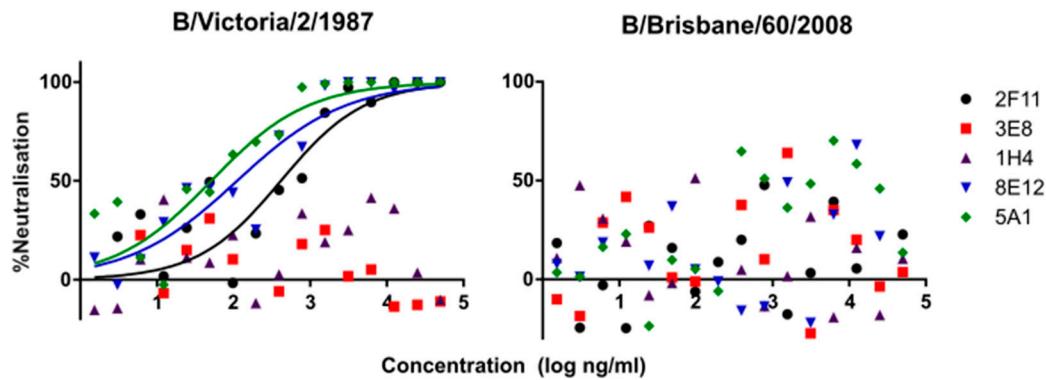 B/Victoria/2/1987
B/Brisbane/60/2008
%Neutralisation
100
50
0
1 2 3 4 5
100
50
0
1 2 3 4 5
2F11
3E8
1H4
8E12
5A1
Concentration (log ng/ml)